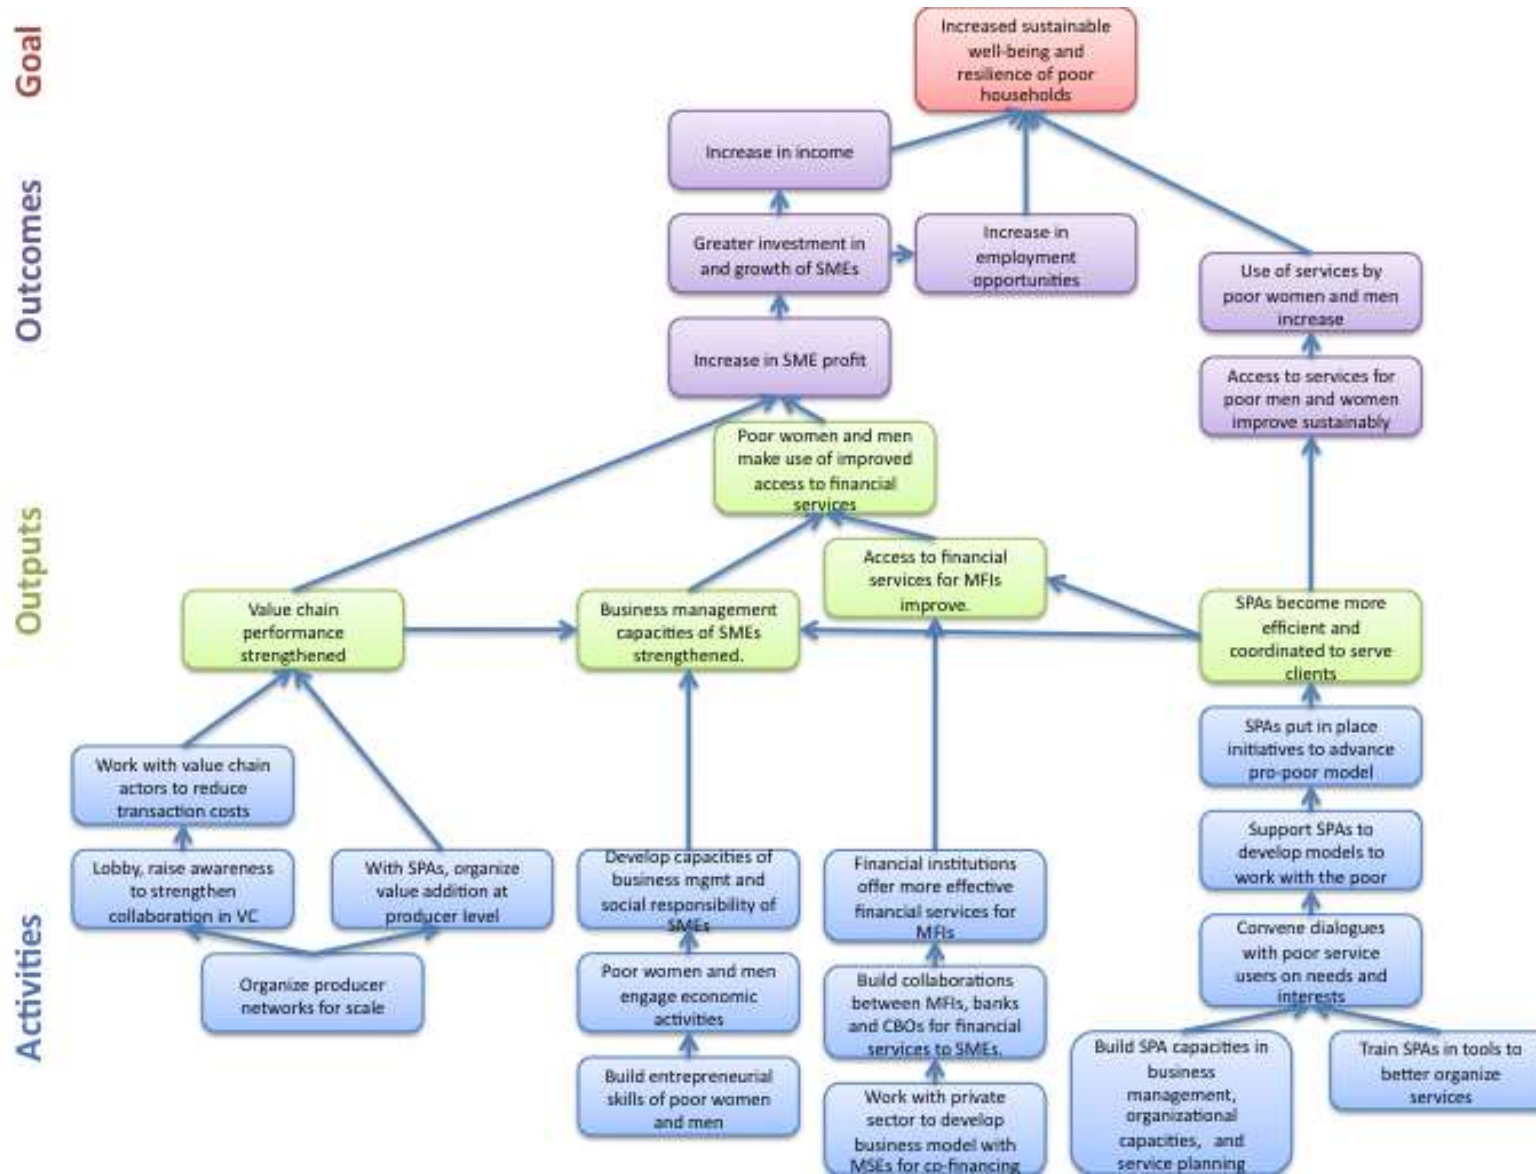 Goal
Increased sustainable
well-being and
resilience of poor
households
Outcomes
Increase in income
Greater investment in
and growth of SMEs
Increase in
employment
opportunities
Use of services by
poor women and men
increase
Increase in SME profit
Access to services for
poor men and women
improve sustainably
Outputs
Poor women and men
make use of improved
access to financial
services
Access to financial
services for MFIs
improve.
Value chain
performance
strengthened
Business management
capacities of SMEs
strengthened.
SPAs become more
efficient and
coordinated to serve
clients
Activities
Work with value chain
actors to reduce
transaction costs
Lobby, raise awareness
to strengthen
collaboration in VC
With SPAs, organize
value addition at
producer level
Organize producer
networks for scale
Develop capacities of
business mgmt and
social responsibility of
SMEs
Poor women and men
engage economic
activities
Build entrepreneurial
skills of poor women
and men
Financial institutions
offer more effective
financial services for
MFIs
Build collaborations
between MFIs, banks
and CBOs for financial
services to SMEs.
Work with private
sector to develop
business model with
MSEs for co-financing
SPAs put in place
initiatives to advance
pro-poor model
Support SPAs to
develop models to
work with the poor
Convene dialogues
with poor service
users on needs and
interests
Build SPA capacities in
business
management,
organizational
capacities, and
service planning
Train SPAs in tools to
better organize
services